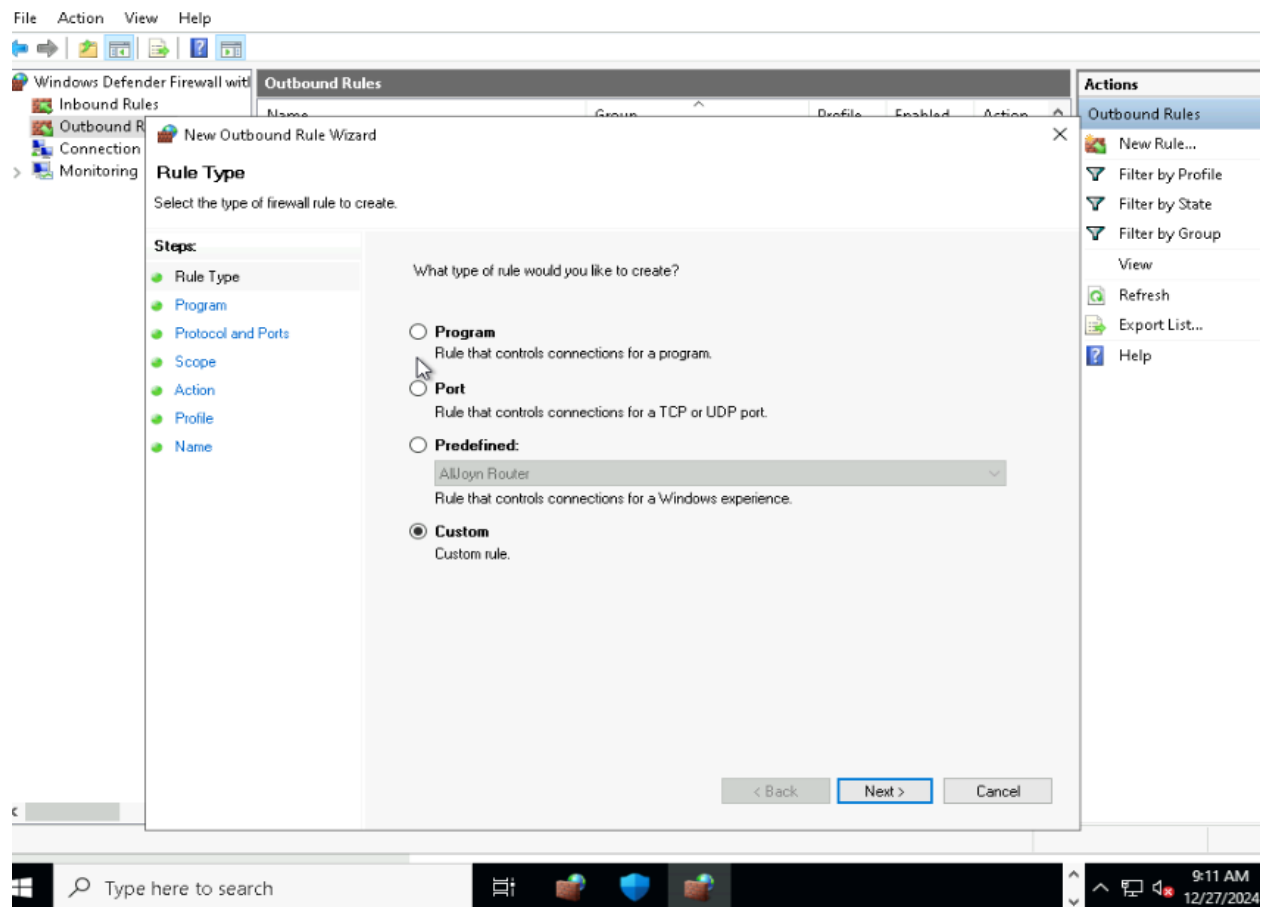 File Action View Help
Windows Defender Firewall witl
Inbound Rules
Outbound R
Connection
Monitoring
Outbound Rules
Name Group Profile Enabled Action
New Outbound Rule Wizard
Rule Type
Select the type of firewall rule to create.
Steps:
Rule Type
Program
Protocol and Ports
Scope
Action
Profile
Name
What type of rule would you like to create?
Program
Rule that controls connections for a program.
Port
Rule that controls connections for a TCP or UDP port.
Predefined:
AllJoyn Router
Rule that controls connections for a Windows experience.
Custom
Custom rule.
< Back Next > Cancel
Actions
Outbound Rules
New Rule...
Filter by Profile
Filter by State
Filter by Group
View
Refresh
Export List...
Help
Type here to search
9:11 AM
12/27/2024